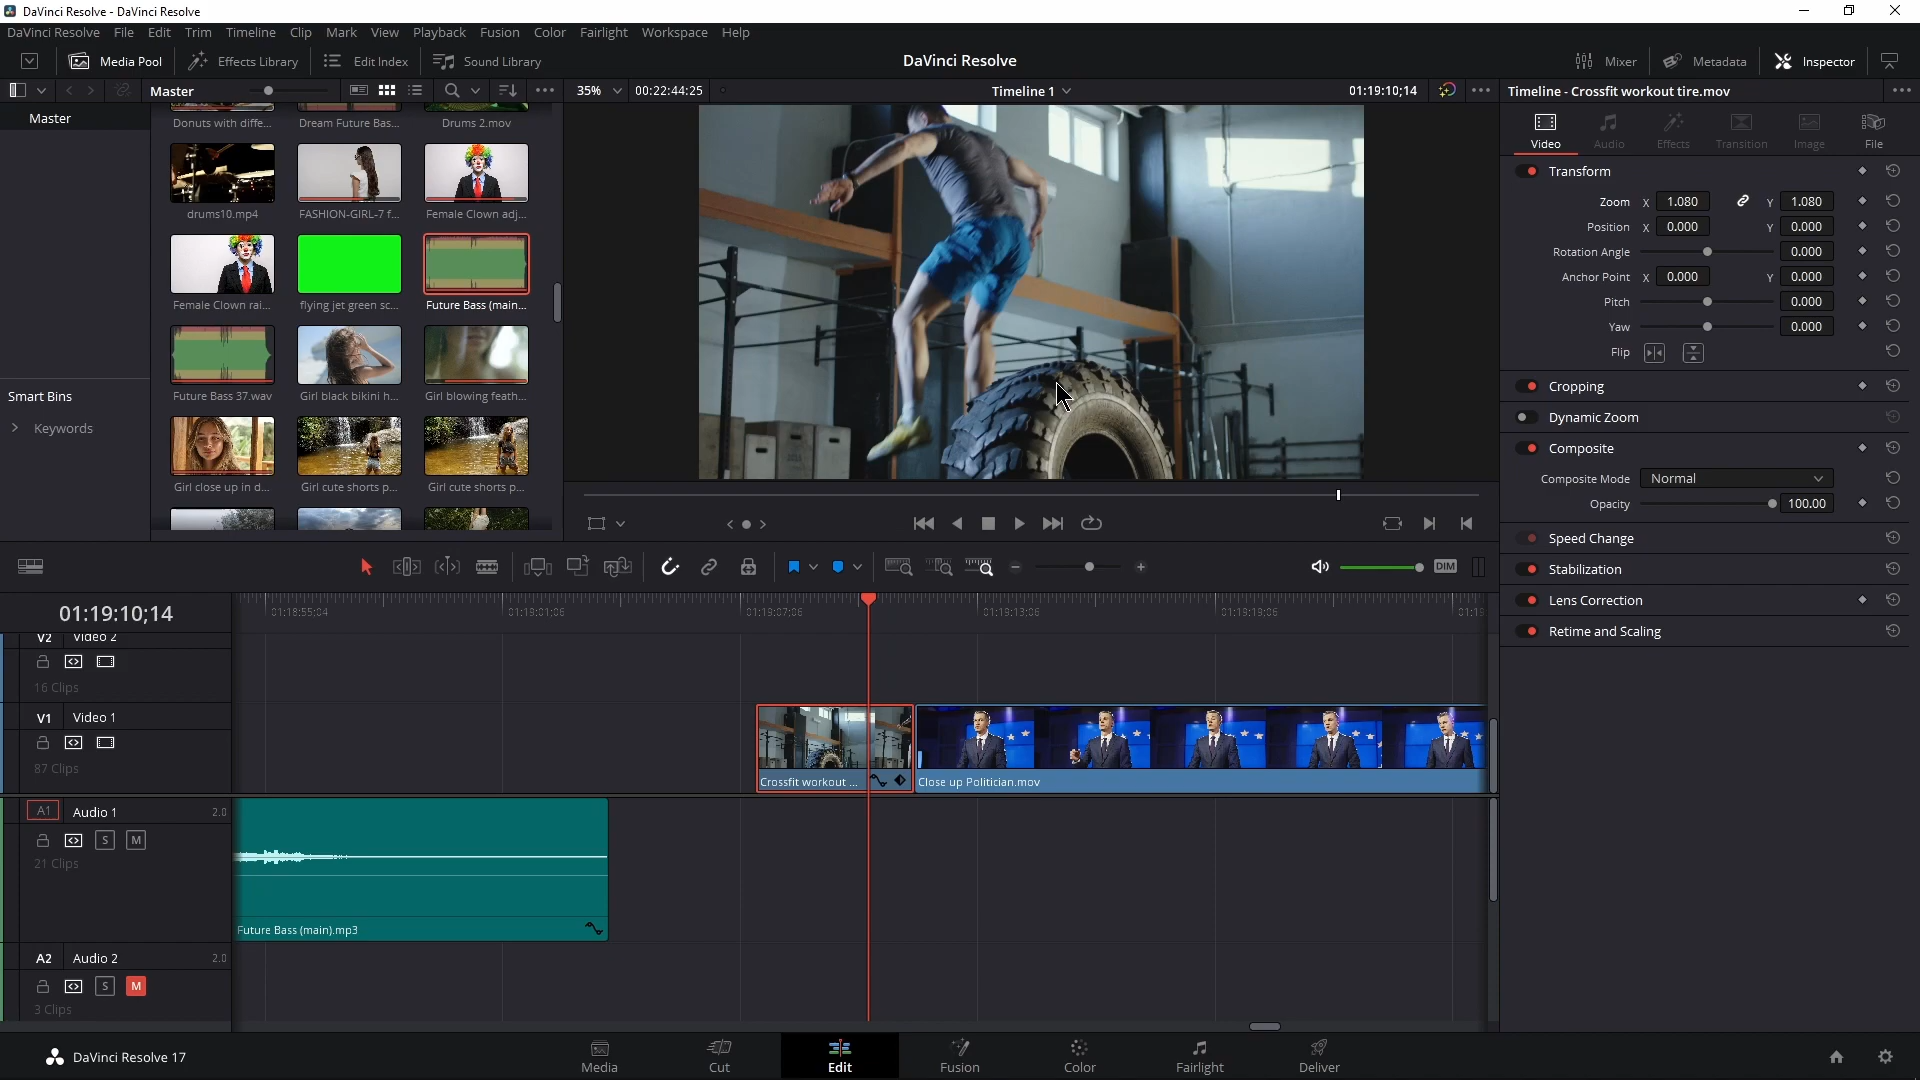 DaVinci Resolve - DaVinci Resolve
DaVinci Resolve File Edit Trim Timeline Clip Mark View Playback Fusion Color Fairlight Workspace Help
Media Pool Effects Library Edit Index Sound Library DaVinci Resolve Mixer Metadata Inspector
Master 35% 00:22:44:25 Timeline 1 01:19:10;14 Timeline - Crossfit workout tire.mov
Master
Donuts with diffe... Dream Future Bas... Drums 2.mov
drums10.mp4 FASHION-GIRL-7 f... Female Clown adj...
Female Clown rai... flying jet green sc... Future Bass (main...
Future Bass 37.wav Girl black bikini h... Girl blowing feath...
Girl close up in d... Girl cute shorts p... Girl cute shorts p...
Smart Bins
Keywords
Video Audio Effects Transition Image File
Transform
Zoom X 1.080 Y 1.080
Position X 0.000 Y 0.000
Rotation Angle 0.000
Anchor Point X 0.000 Y 0.000
Pitch 0.000
Yaw 0.000
Flip
Cropping
Dynamic Zoom
Composite
Composite Mode Normal
Opacity 100.00
Speed Change
Stabilization
Lens Correction
Retime and Scaling
DIM
01:19:10;14 01:18:55:04 01:19:01:06 01:19:07:06 01:19:13:06 01:19:19:06 01:19
V2 Video 2
16 Clips
V1 Video 1
87 Clips
Crossfit workout ... Close up Politician.mov
A1 Audio 1 2.0
S M
21 Clips
Future Bass (main).mp3
A2 Audio 2 2.0
S M
3 Clips
DaVinci Resolve 17 Media Cut Edit Fusion Color Fairlight Deliver